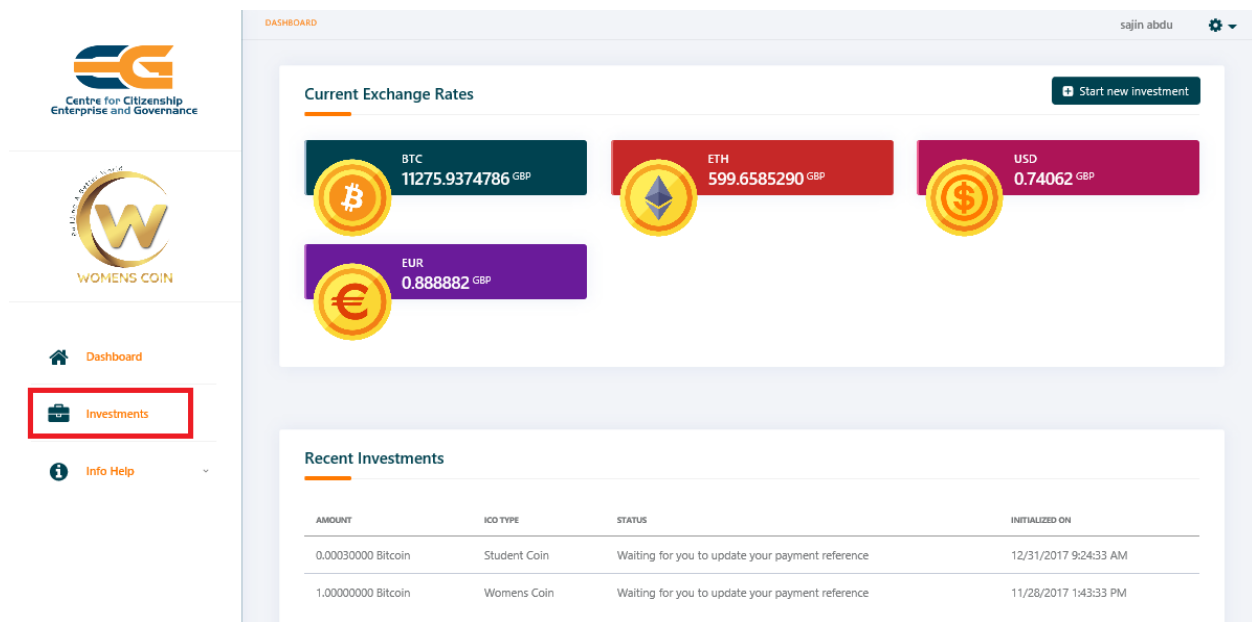 DASHBOARD
sajin abdu
Centre for Citizenship
Enterprise and Governance
Building A Better World
W
WOMENS COIN
Dashboard
Investments
Info Help
Current Exchange Rates
Start new investment
BTC
11275.9374786 GBP
ETH
599.6585290 GBP
USD
0.74062 GBP
EUR
0.888882 GBP
Recent Investments
AMOUNT ICO TYPE STATUS INITIALIZED ON
0.00030000 Bitcoin Student Coin Waiting for you to update your payment reference 12/31/2017 9:24:33 AM
1.00000000 Bitcoin Womens Coin Waiting for you to update your payment reference 11/28/2017 1:43:33 PM